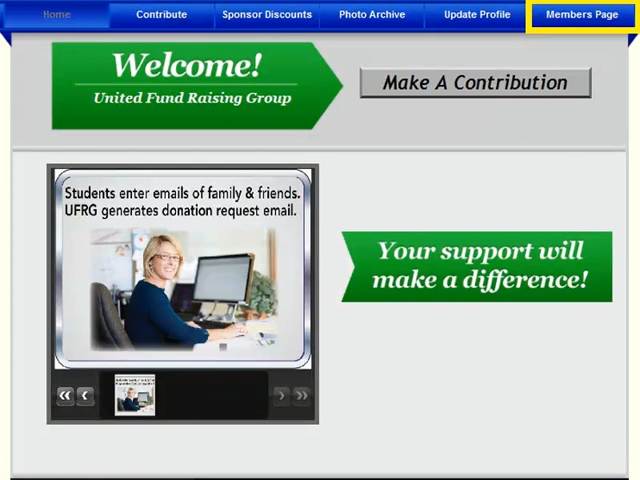 Home Contribute Sponsor Discounts Photo Archive Update Profile Members Page
Welcome!
United Fund Raising Group
Make A Contribution
Students enter emails of family & friends.
UFRG generates donation request email.
Your support will
make a difference!